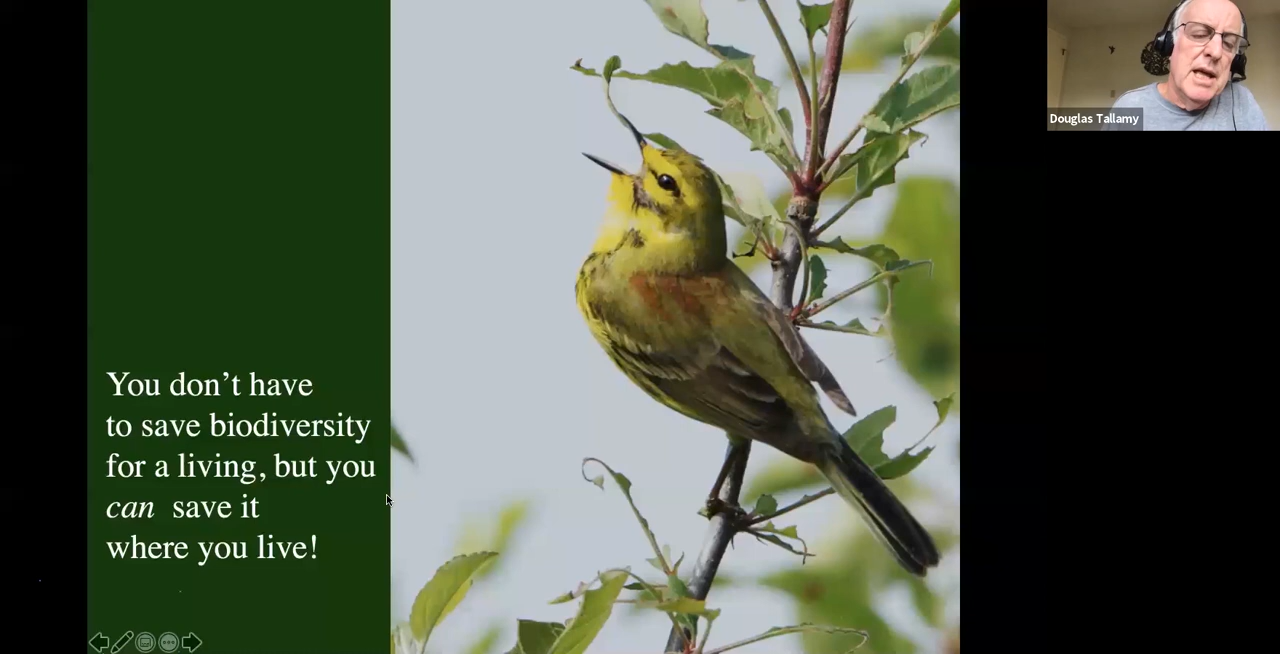 Douglas Tallamy
You don’t have
to save biodiversity
for a living, but you
can save it
where you live!